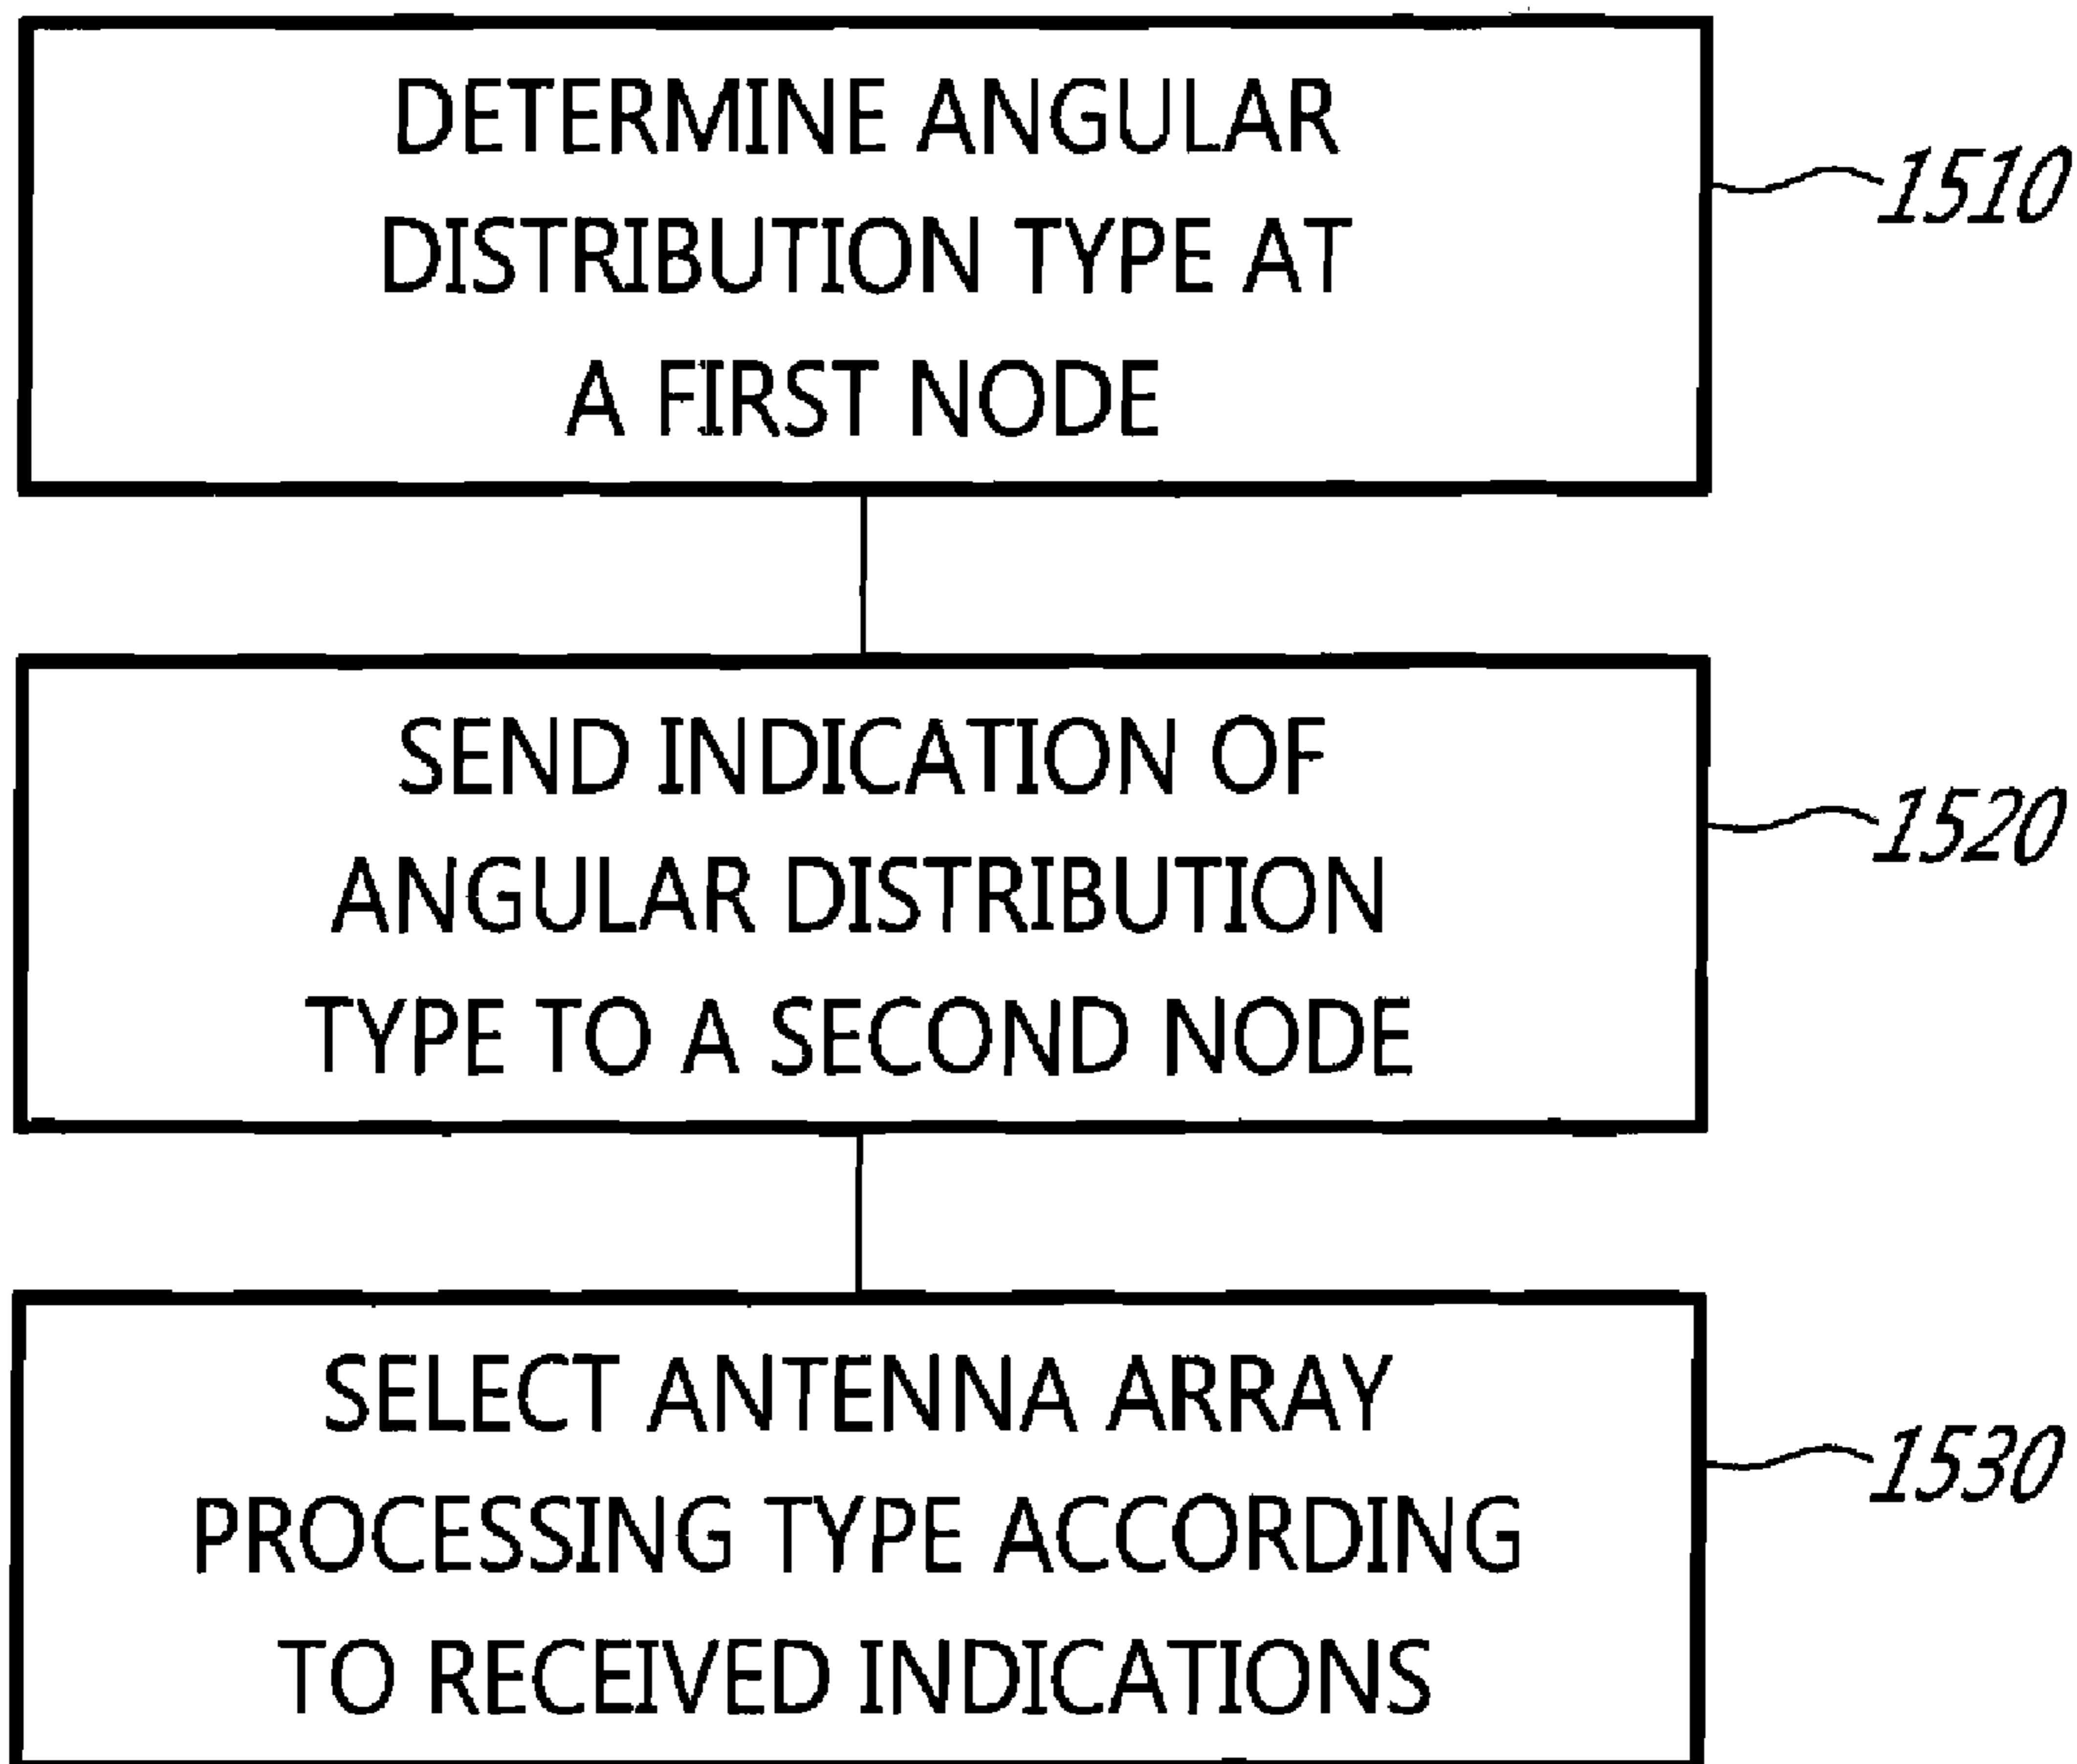 DETERMINE ANGULAR
DISTRIBUTION TYPE AT
A FIRST NODE
1510
SEND INDICATION OF
ANGULAR DISTRIBUTION
TYPE TO A SECOND NODE
1520
SELECT ANTENNA ARRAY
PROCESSING TYPE ACCORDING
TO RECEIVED INDICATIONS
1530